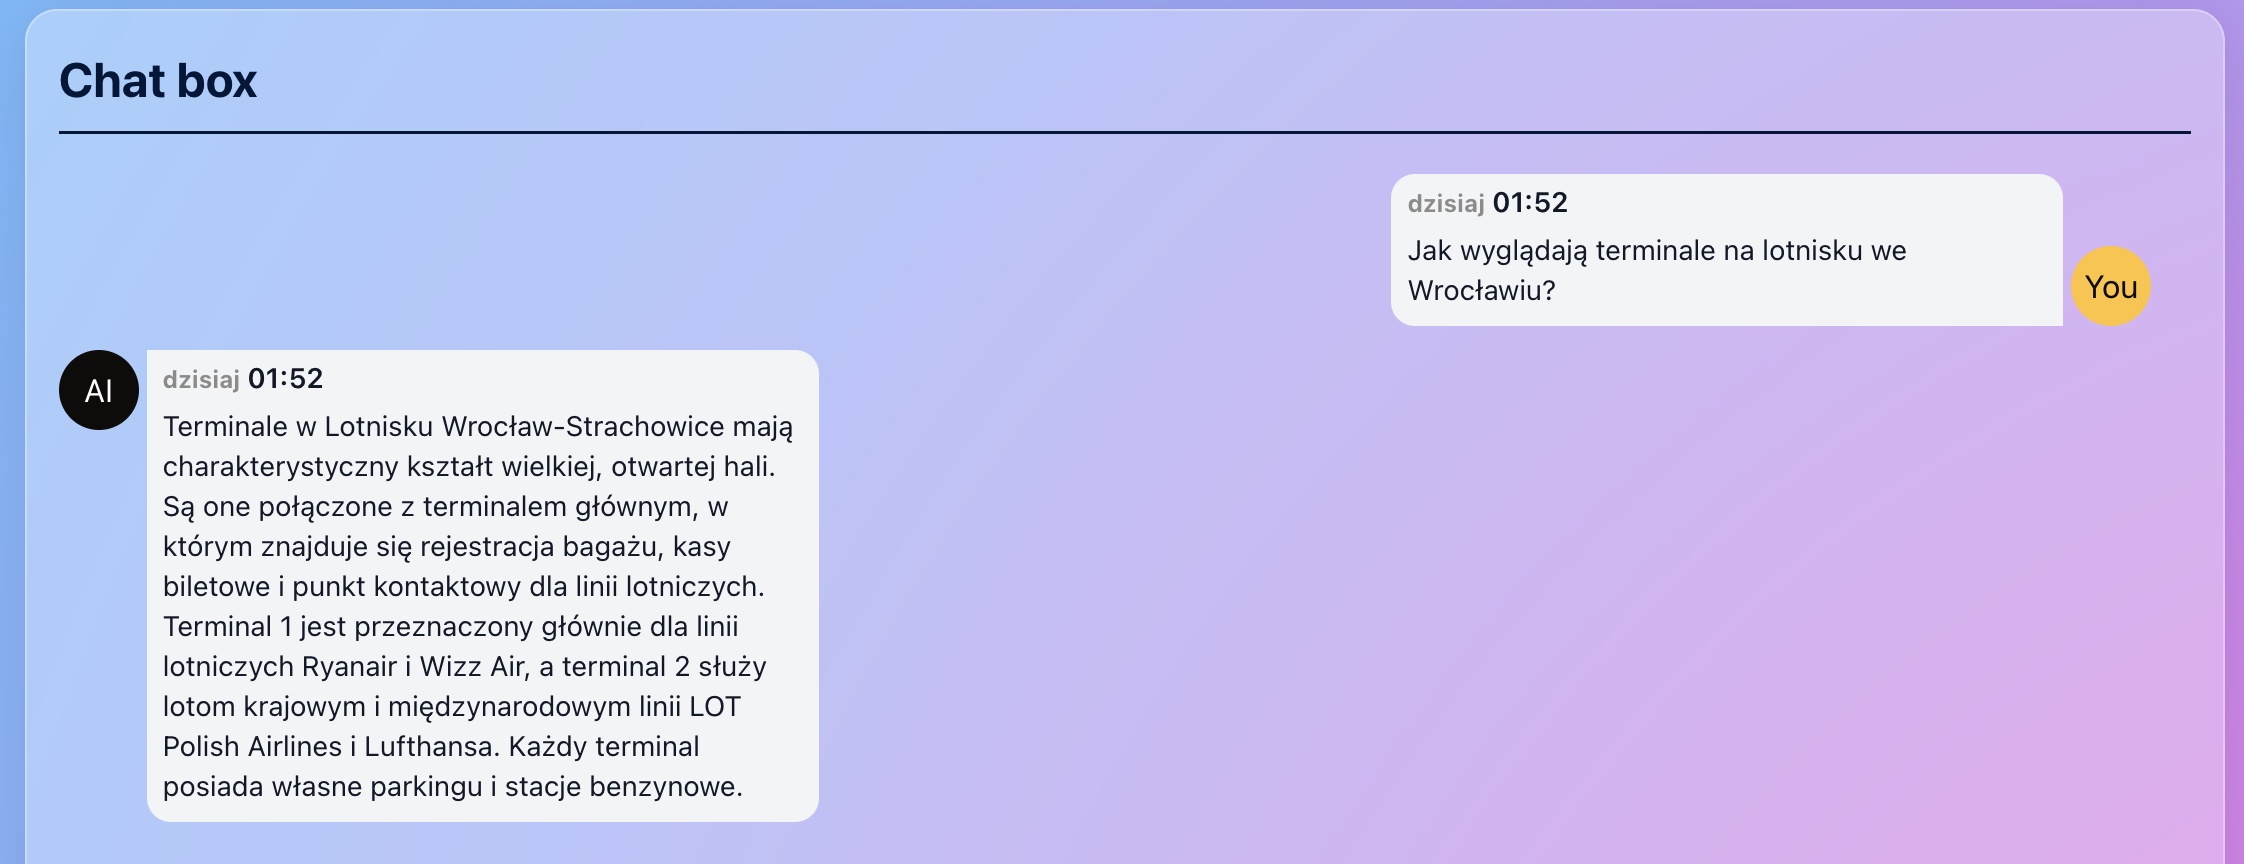 Chat box
dzisiaj 01:52
Jak wyglądają terminale na lotnisku we
Wrocławiu?
You
AI
dzisiaj 01:52
Terminale w Lotnisku Wrocław-Strachowice mają
charakterystyczny kształt wielkiej, otwartej hali.
Są one połączone z terminalem głównym, w
którym znajduje się rejestracja bagażu, kasy
biletowe i punkt kontaktowy dla linii lotniczych.
Terminal 1 jest przeznaczony głównie dla linii
lotniczych Ryanair i Wizz Air, a terminal 2 służy
lotom krajowym i międzynarodowym linii LOT
Polish Airlines i Lufthansa. Każdy terminal
posiada własne parkingu i stacje benzynowe.